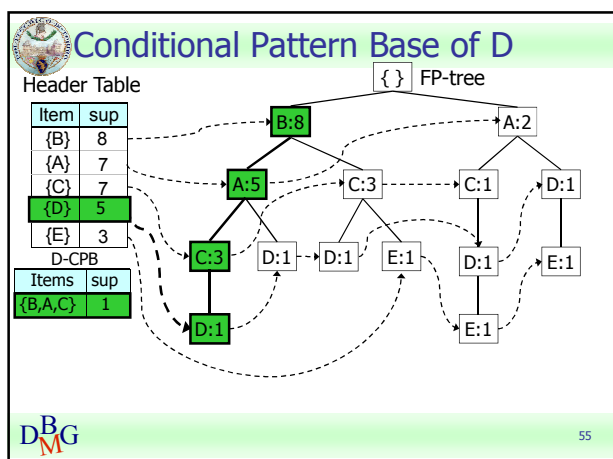 Conditional Pattern Base of D
Header Table
{ } FP-tree
Item sup
{B} 8
{A} 7
{C} 7
{D} 5
{E} 3
D-CPB
Items sup
{B,A,C} 1
B:8
A:2
A:5
C:3
C:1
D:1
C:3
D:1
D:1
E:1
D:1
E:1
D:1
E:1
DBMG
55